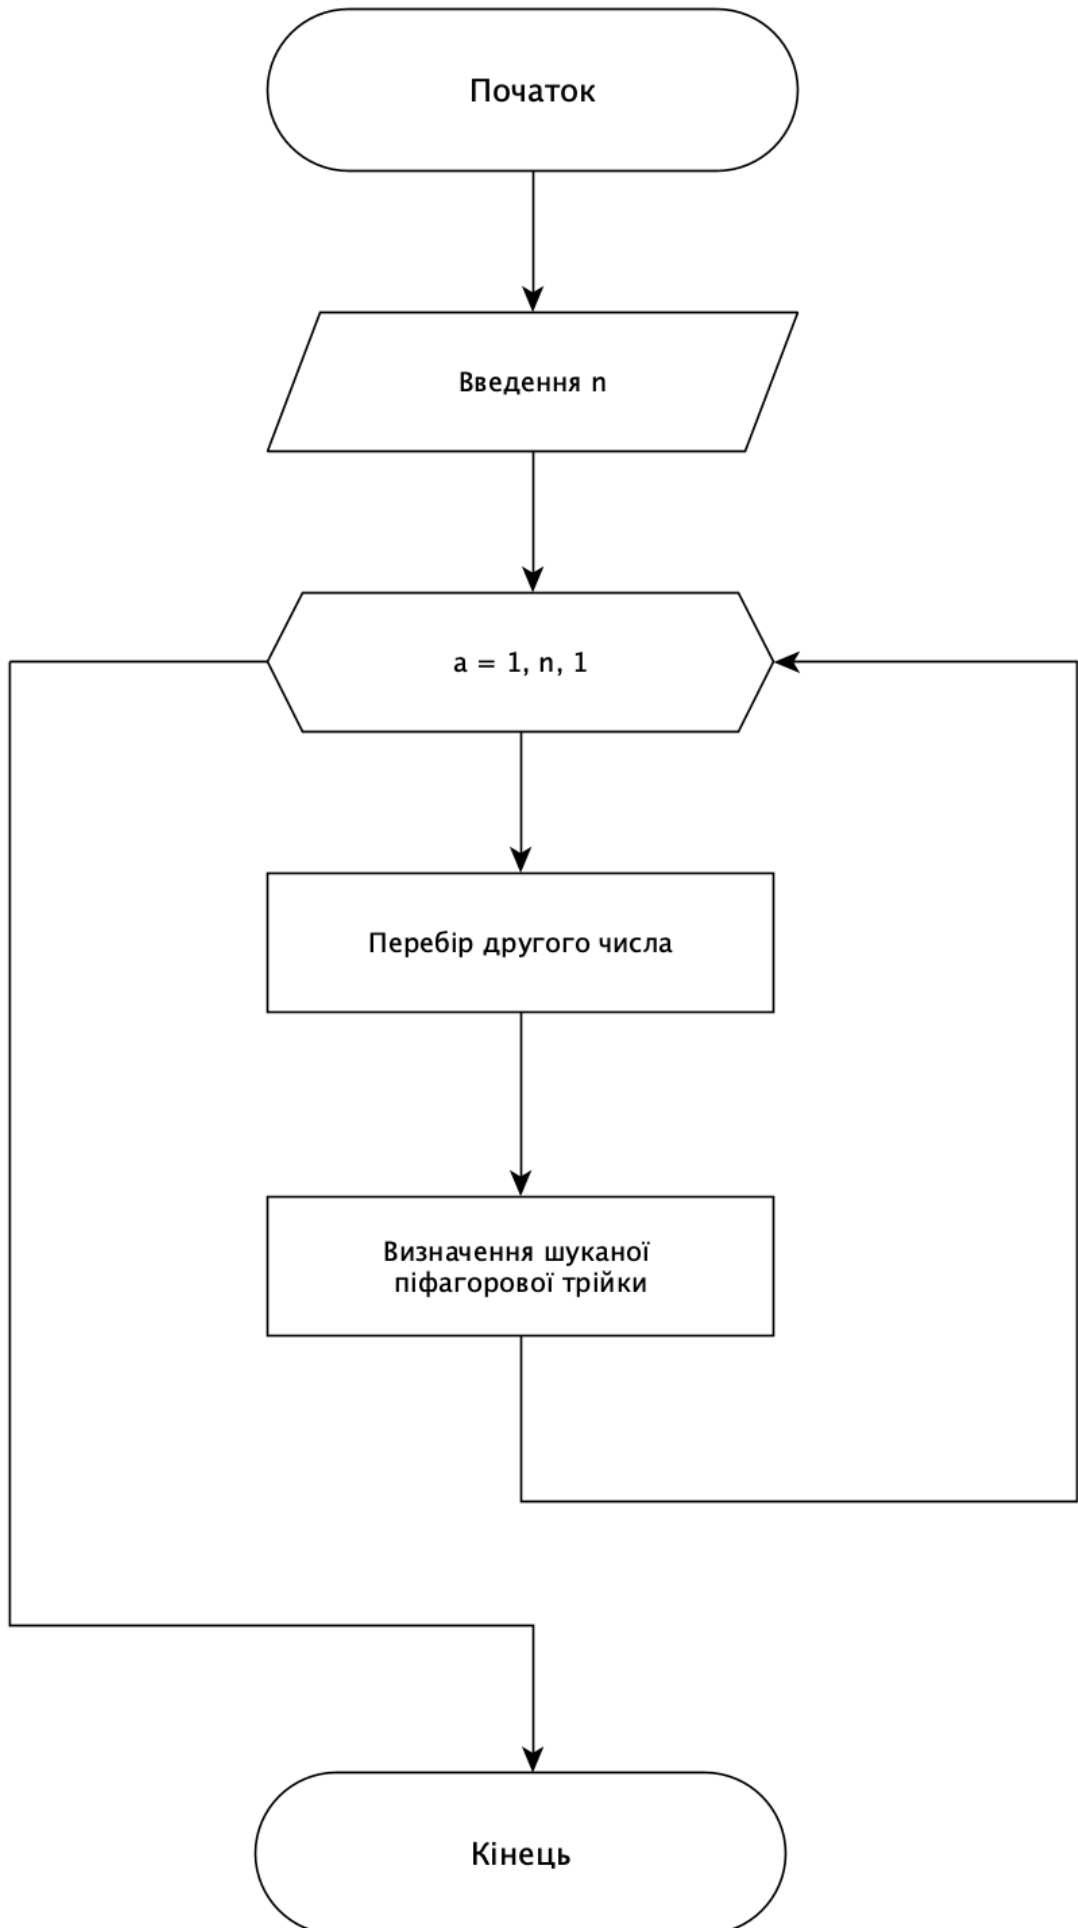 Початок
Введення n
a = 1, n, 1
Перебір другого числа
Визначення шуканої
піфагорової трійки
Кінець